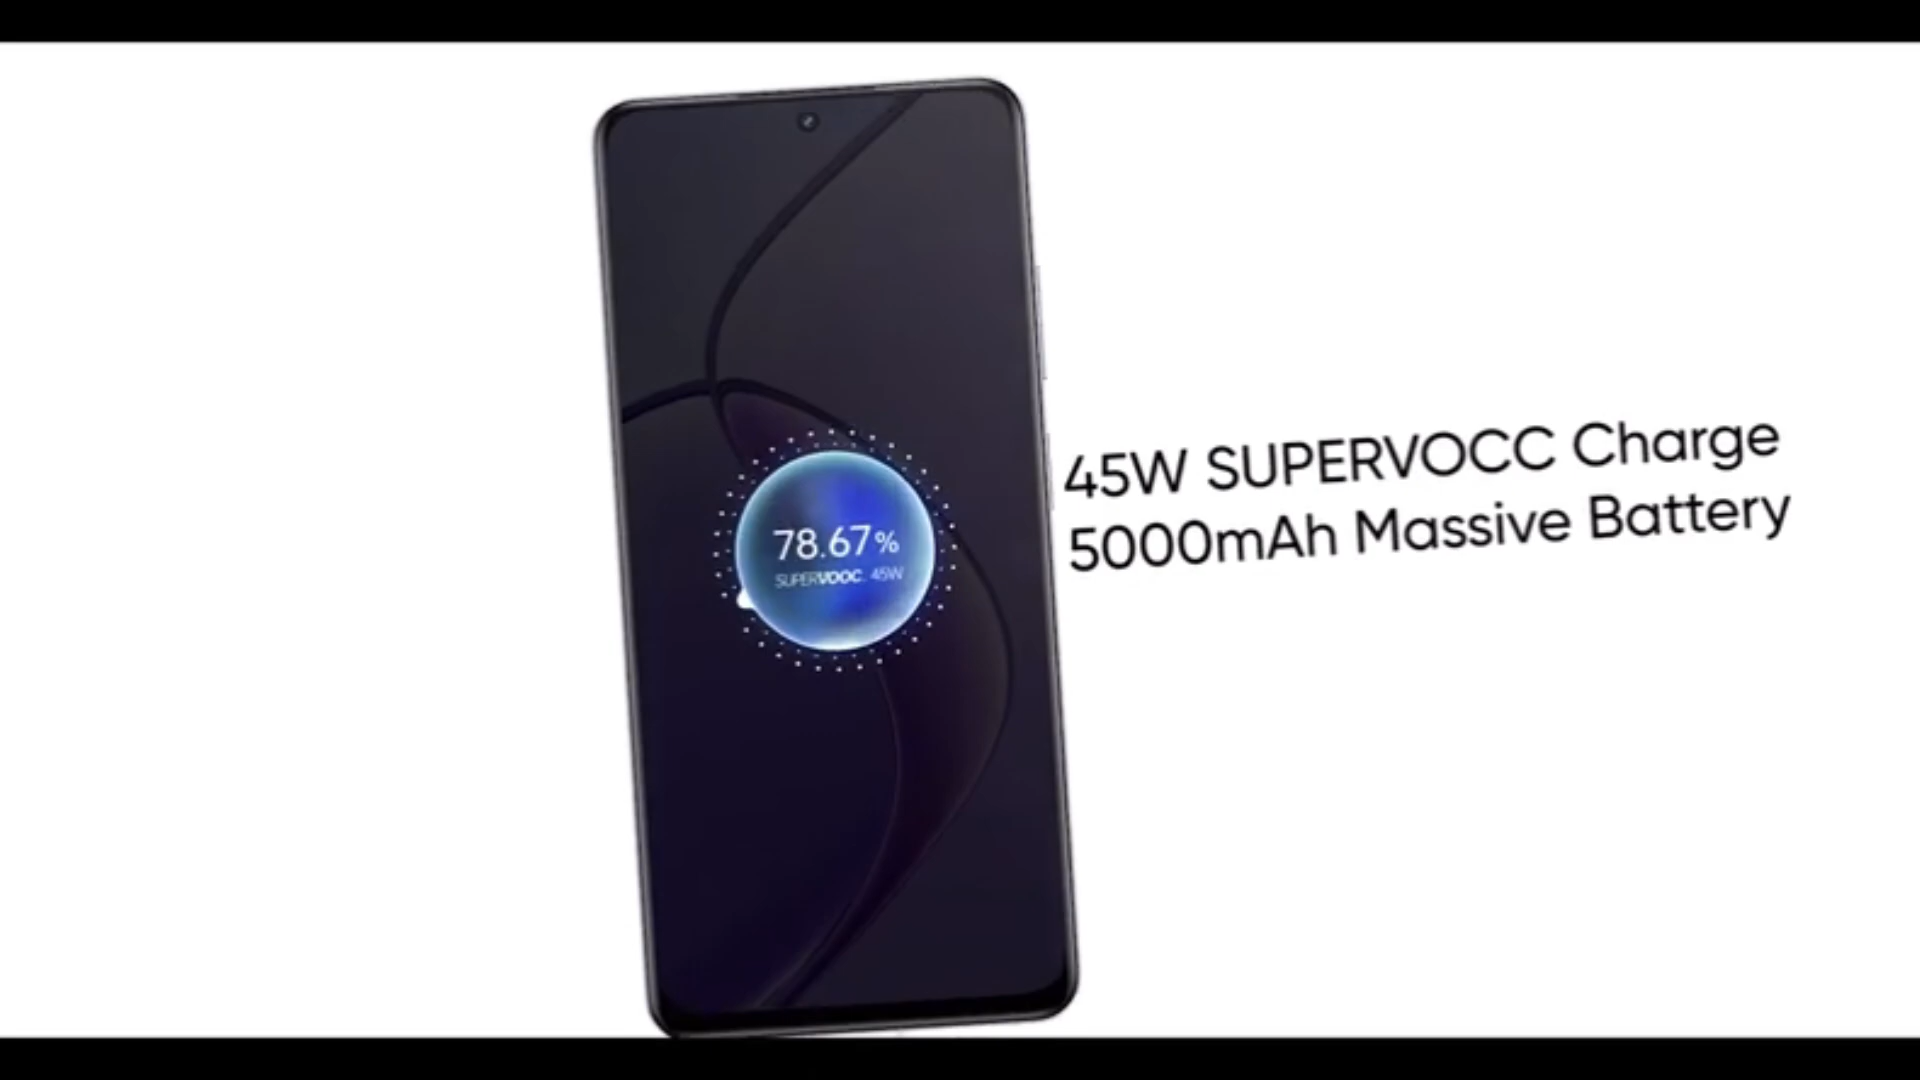 78.67%
SUPERVOOC 45W
45W SUPERVOCC Charge
5000mAh Massive Battery